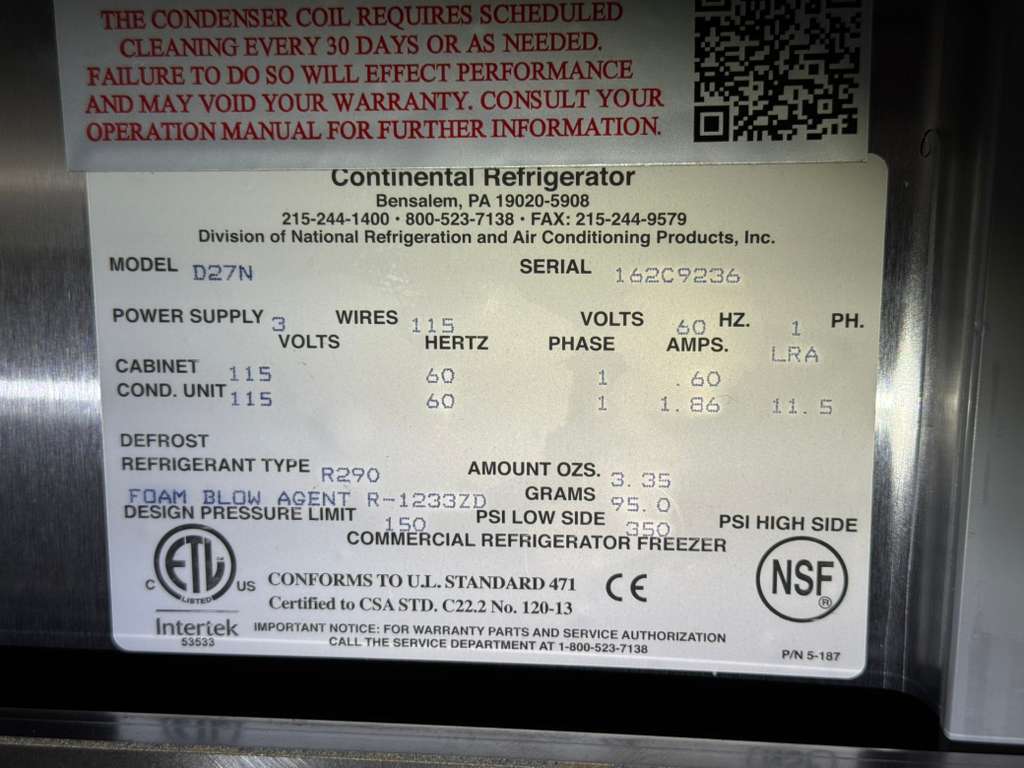 THE CONDENSER COIL REQUIRES SCHEDULED
CLEANING EVERY 30 DAYS OR AS NEEDED.
FAILURE TO DO SO WILL EFFECT PERFORMANCE
AND MAY VOID YOUR WARRANTY. CONSULT YOUR
OPERATION MANUAL FOR FURTHER INFORMATION.
Continental Refrigerator
Bensalem, PA 19020-5908
215-244-1400 · 800-523-7138 · FAX: 215-244-9579
Division of National Refrigeration and Air Conditioning Products, Inc.
MODEL D27N SERIAL 162C9236
POWER SUPPLY 3 WIRES 115 VOLTS 60 HZ. 1 PH.
VOLTS HERTZ PHASE AMPS. LRA
CABINET 115 60 1 .60
COND. UNIT 115 60 1 1.86 11.5
DEFROST
REFRIGERANT TYPE R290 AMOUNT OZS. 3.35
FOAM BLOW AGENT R-1233ZD GRAMS 95.0
DESIGN PRESSURE LIMIT 150 PSI LOW SIDE 350 PSI HIGH SIDE
COMMERCIAL REFRIGERATOR FREEZER
C ETL LISTED US
Intertek
53533
CONFORMS TO U.L. STANDARD 471
Certified to CSA STD. C22.2 No. 120-13
CE
NSF®
IMPORTANT NOTICE: FOR WARRANTY PARTS AND SERVICE AUTHORIZATION
CALL THE SERVICE DEPARTMENT AT 1-800-523-7138
P/N 5-187